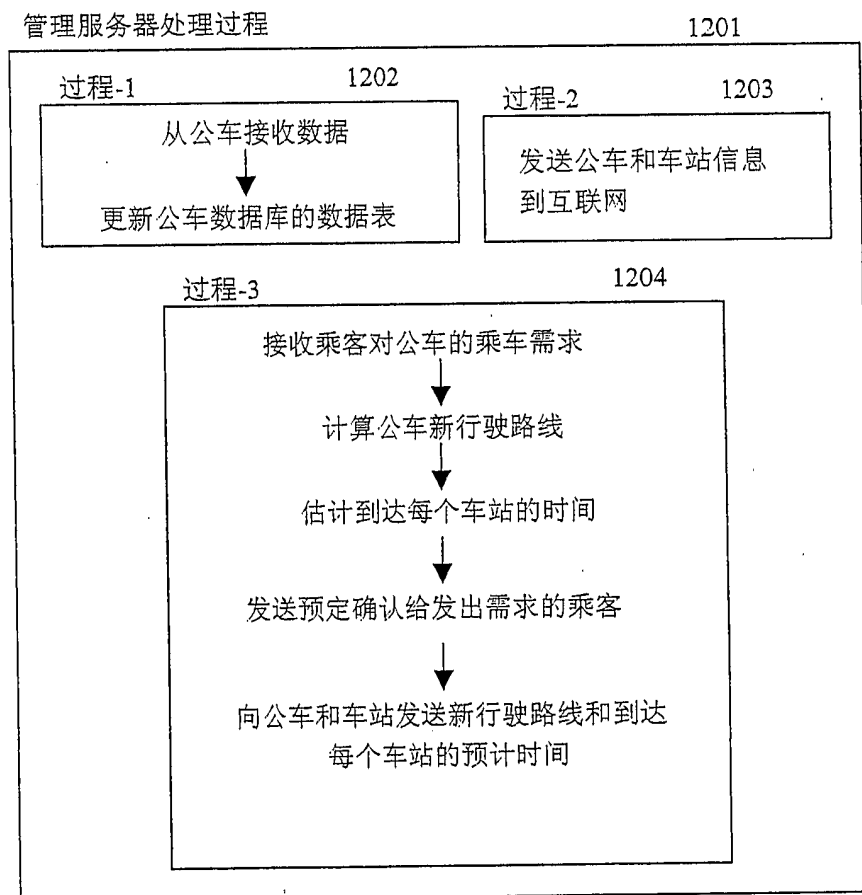 管理服务器处理过程
1201
过程-1
1202
从公车接收数据
更新公车数据库的数据表
过程-2
1203
发送公车和车站信息
到互联网
过程-3
1204
接收乘客对公车的乘车需求
计算公车新行驶路线
估计到达每个车站的时间
发送预定确认给发出需求的乘客
向公车和车站发送新行驶路线和到达
每个车站的预计时间